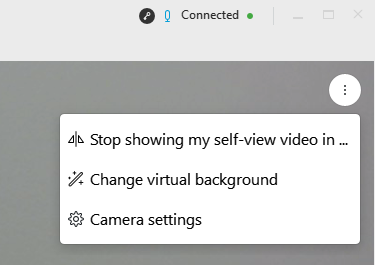 Connected
Stop showing my self-view video in ...
Change virtual background
Camera settings